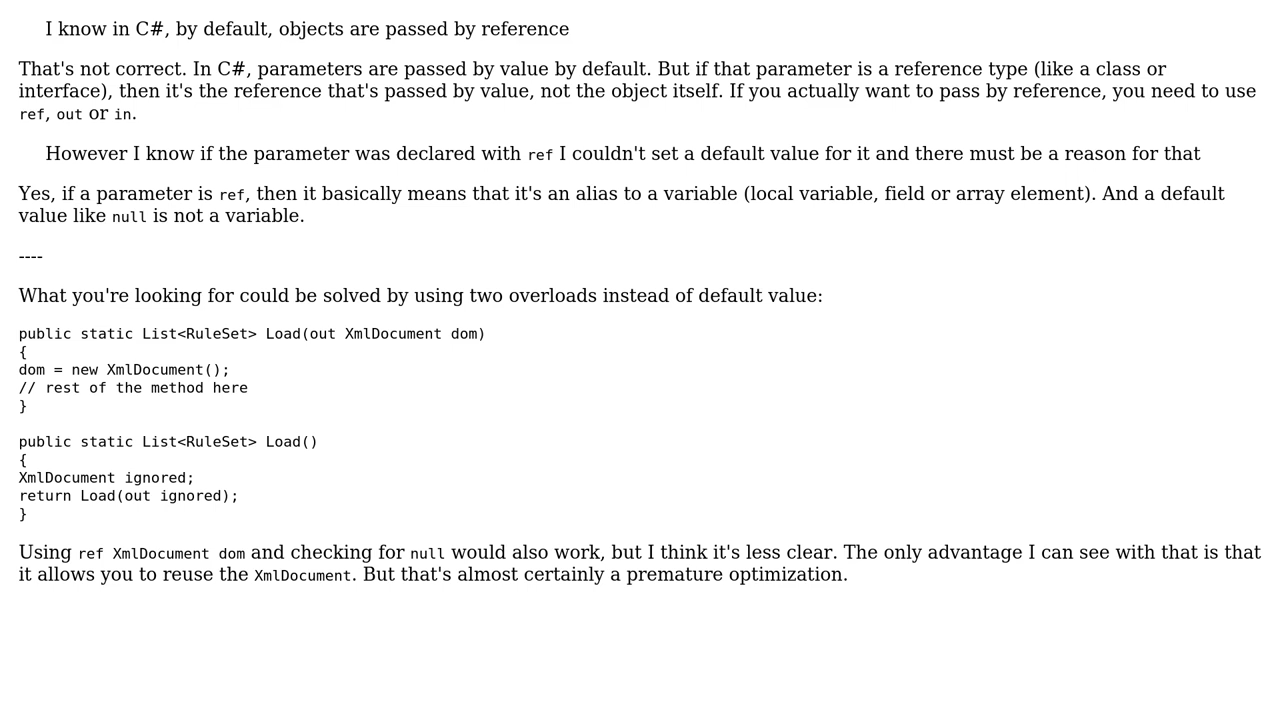 I know in C#, by default, objects are passed by reference
That's not correct. In C#, parameters are passed by value by default. But if that parameter is a reference type (like a class or
interface), then it's the reference that's passed by value, not the object itself. If you actually want to pass by reference, you need to use
ref, out or in.
However I know if the parameter was declared with ref I couldn't set a default value for it and there must be a reason for that
Yes, if a parameter is ref, then it basically means that it's an alias to a variable (local variable, field or array element). And a default
value like null is not a variable.
----
What you're looking for could be solved by using two overloads instead of default value:
public static List<RuleSet> Load(out XmlDocument dom)
{
dom = new XmlDocument();
// rest of the method here
}
public static List<RuleSet> Load()
{
XmlDocument ignored;
return Load(out ignored);
}
Using ref XmlDocument dom and checking for null would also work, but I think it's less clear. The only advantage I can see with that is that
it allows you to reuse the XmlDocument. But that's almost certainly a premature optimization.